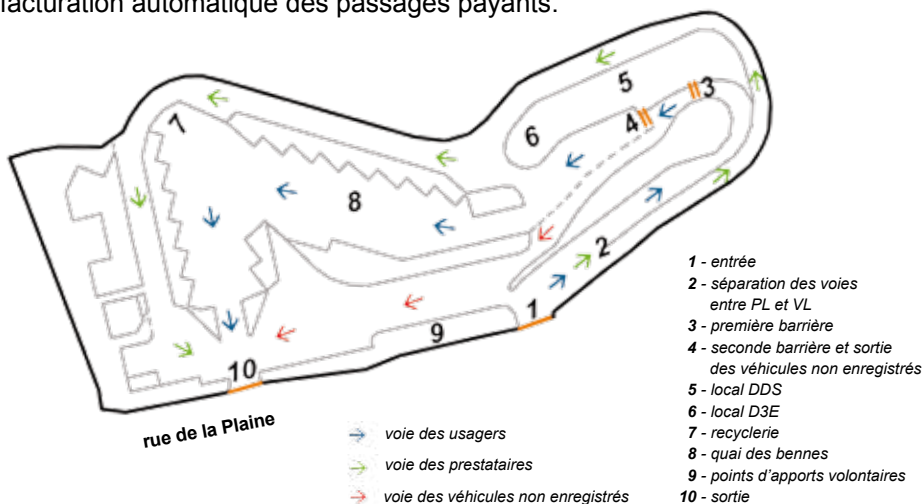 facturation automatique des passages payants.
5
3
4
6
7
8
2
1
9
10
rue de la Plaine
1 - entrée
2 - séparation des voies
entre PL et VL
3 - première barrière
4 - seconde barrière et sortie
des véhicules non enregistrés
5 - local DDS
6 - local D3E
7 - recyclerie
8 - quai des bennes
9 - points d'apports volontaires
10 - sortie
voie des usagers
voie des prestataires
voie des véhicules non enregistrés